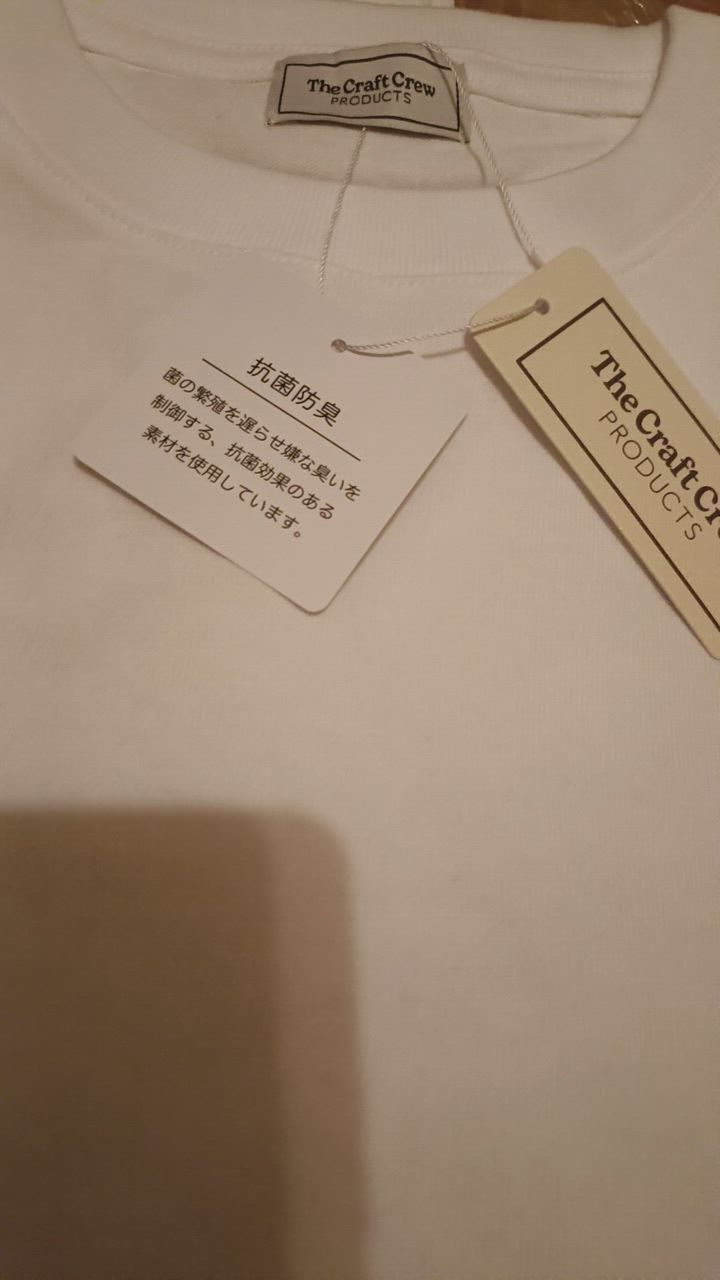 The Craft Crew
PRODUCTS
抗菌防臭
菌の繁殖を遅らせ嫌な臭いを
制御する、抗菌効果のある
素材を使用しています。
The Craft Cre
PRODUCTS